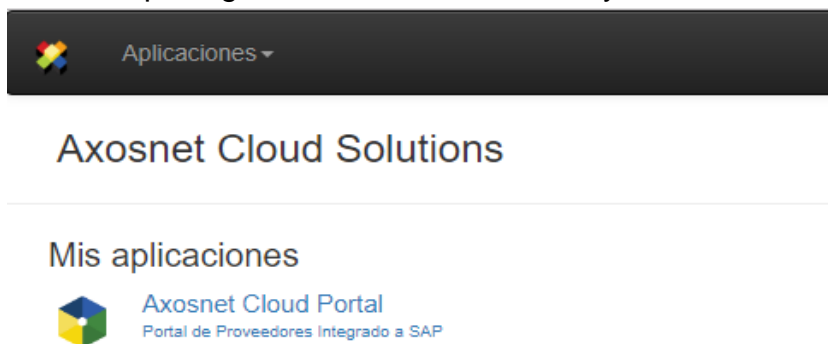 Aplicaciones
Axosnet Cloud Solutions
Mis aplicaciones
Axosnet Cloud Portal
Portal de Proveedores Integrado a SAP